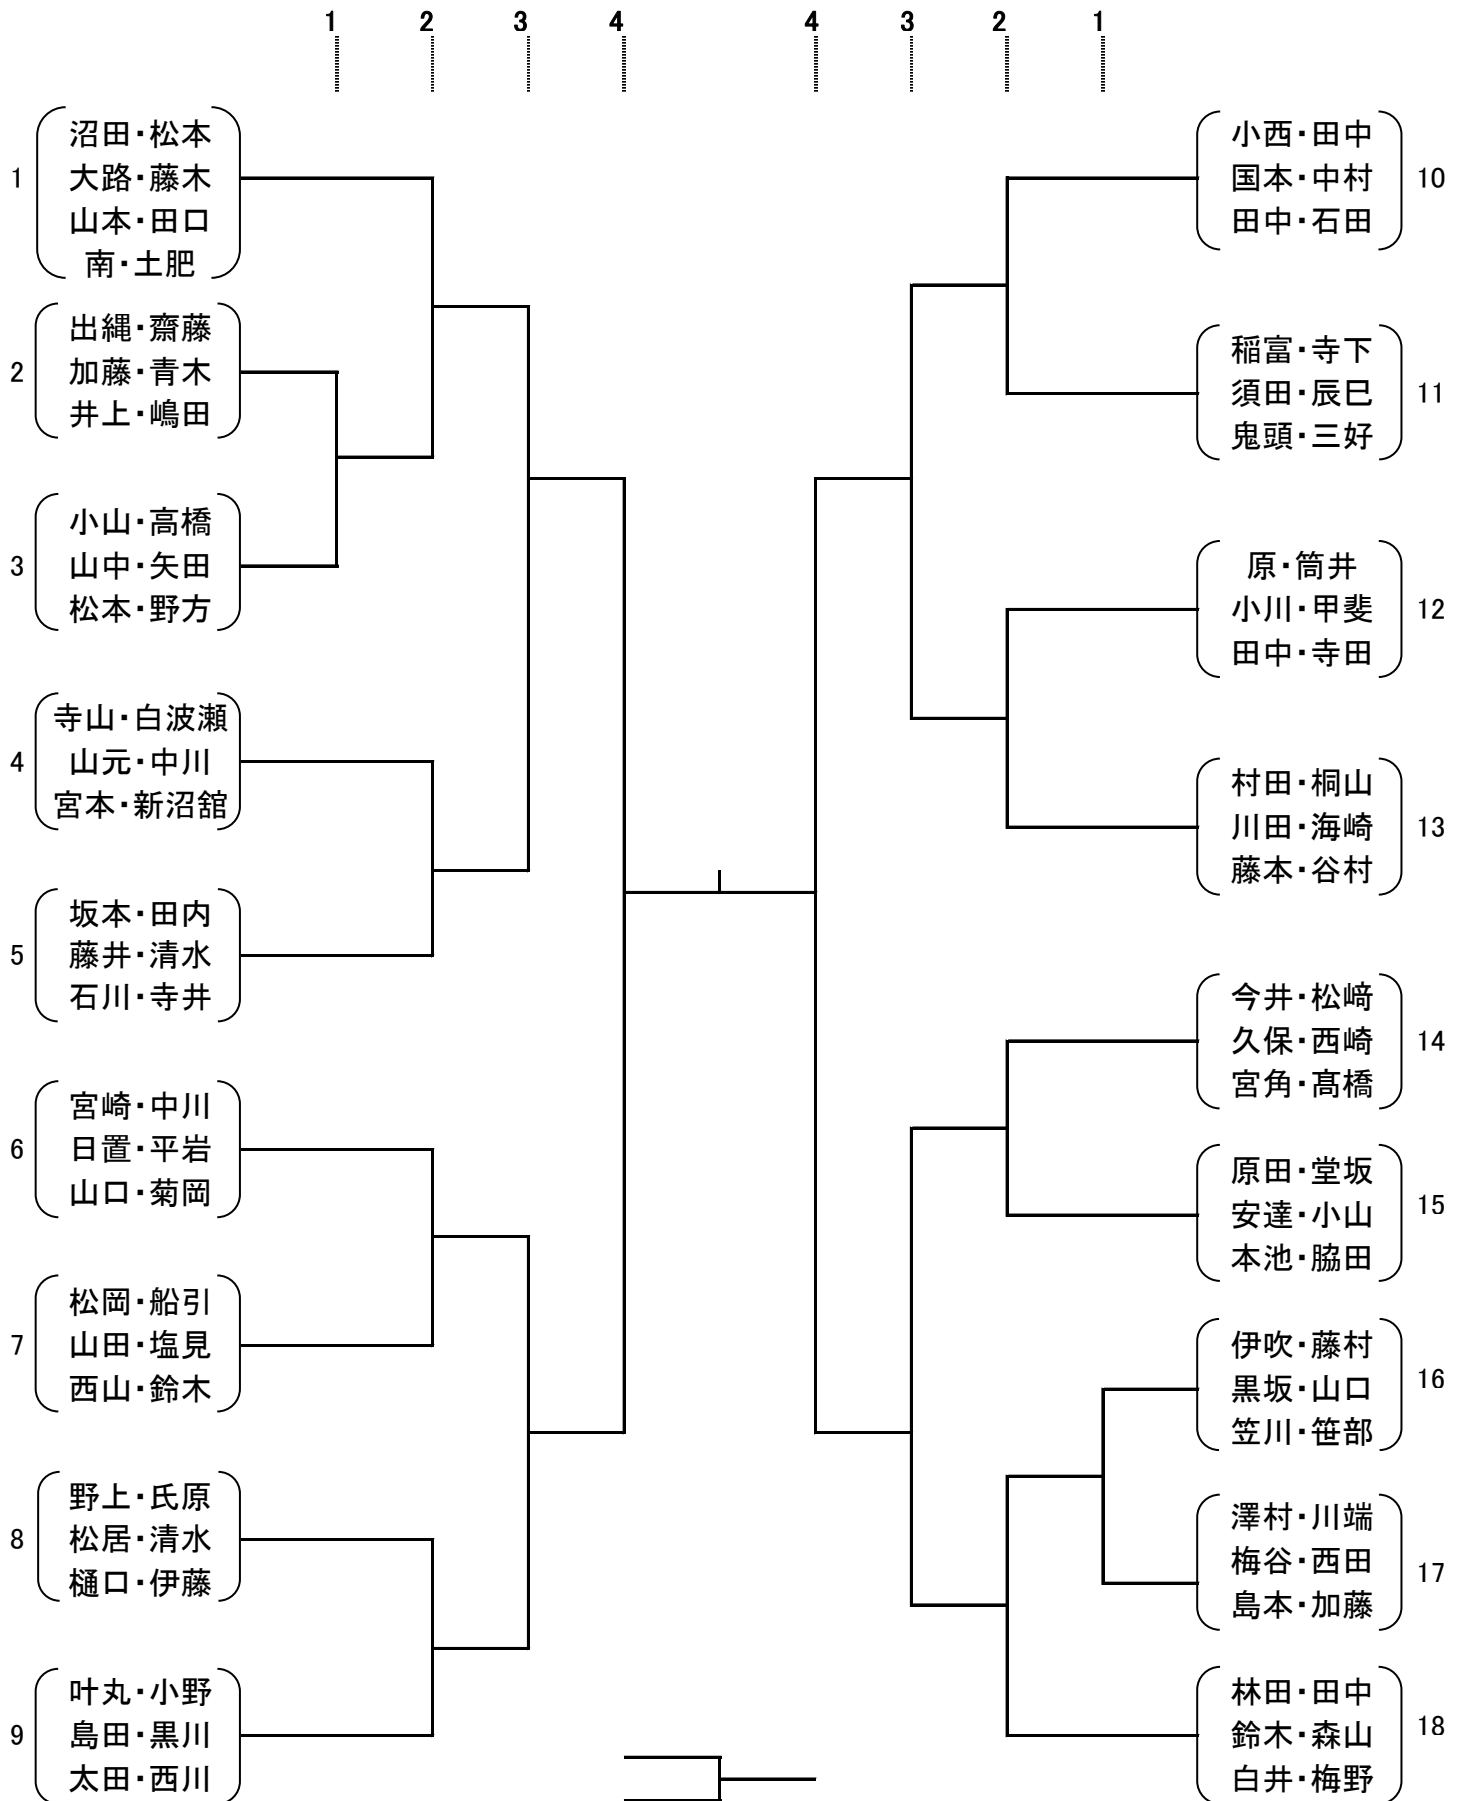 1 2 3 4 4 3 2 1
1
沼田・松本
大路・藤木
山本・田口
南・土肥
2
出縄・齋藤
加藤・青木
井上・嶋田
3
小山・高橋
山中・矢田
松本・野方
4
寺山・白波瀬
山元・中川
宮本・新沼舘
5
坂本・田内
藤井・清水
石川・寺井
6
宮崎・中川
日置・平岩
山口・菊岡
7
松岡・船引
山田・塩見
西山・鈴木
8
野上・氏原
松居・清水
樋口・伊藤
9
叶丸・小野
島田・黒川
太田・西川
小西・田中
国本・中村
田中・石田
10
稲富・寺下
須田・辰巳
鬼頭・三好
11
原・筒井
小川・甲斐
田中・寺田
12
村田・桐山
川田・海崎
藤本・谷村
13
今井・松﨑
久保・西崎
宮角・髙橋
14
原田・堂坂
安達・小山
本池・脇田
15
伊吹・藤村
黒坂・山口
笠川・笹部
16
澤村・川端
梅谷・西田
島本・加藤
17
林田・田中
鈴木・森山
白井・梅野
18